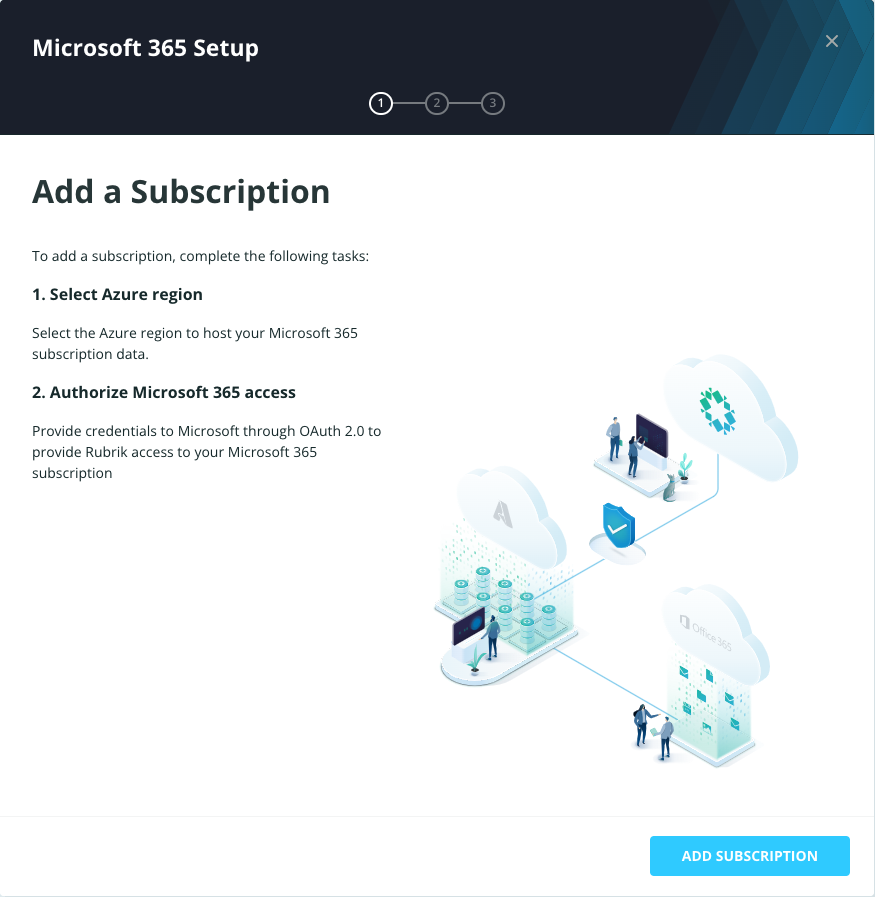 Microsoft 365 Setup
1 2 3
Add a Subscription
To add a subscription, complete the following tasks:
1. Select Azure region
Select the Azure region to host your Microsoft 365
subscription data.
2. Authorize Microsoft 365 access
Provide credentials to Microsoft through OAuth 2.0 to
provide Rubrik access to your Microsoft 365
subscription
Office 365
ADD SUBSCRIPTION